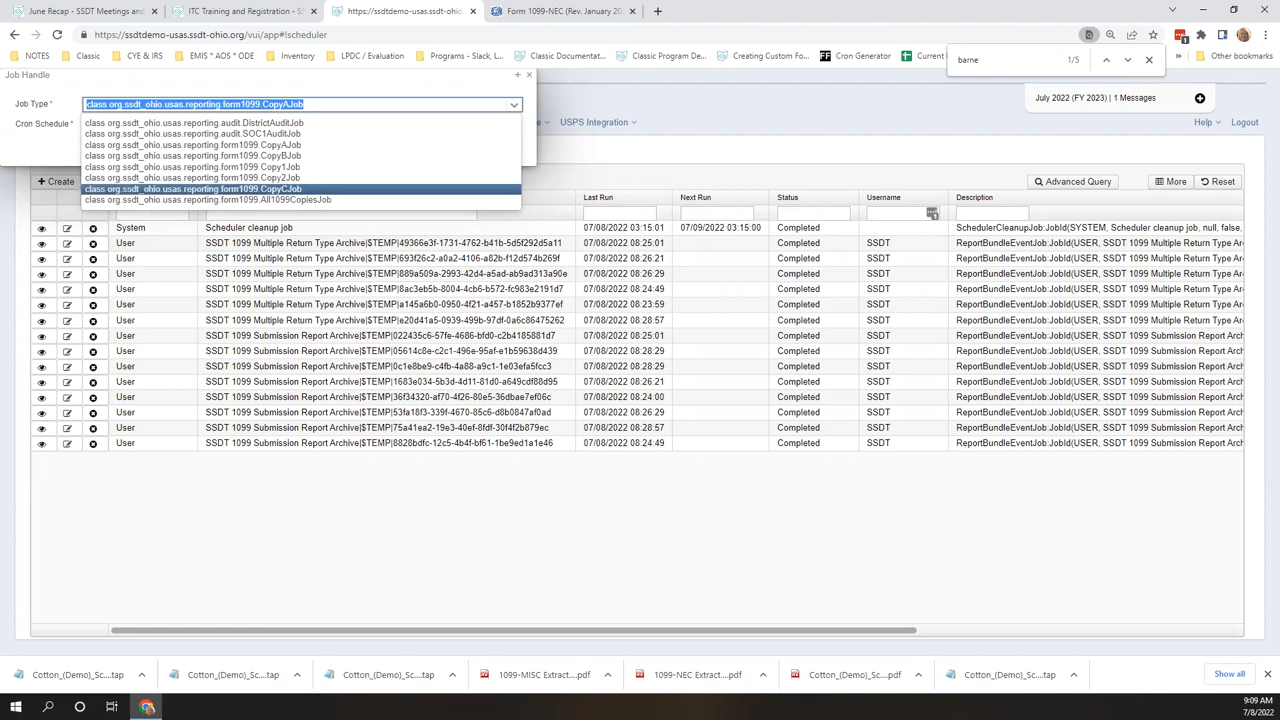 June Recap - SSDT Meetings and
ITC Training and Registration - SS
https://ssdtdemo-usas.ssdt-ohio
Form 1099-NEC (Rev. January 20
https://ssdtdemo-usas.ssdt-ohio.org/vui/app#!scheduler
NOTES
Classic
CYE & IRS
EMIS * AOS * ODE
Inventory
LPDC / Evaluation
Programs - Slack, L...
Classic Documentat...
Classic Program De...
Creating Custom Fo...
Cron Generator
Current
Other bookmarks
barne
1/5
Job Handle
Job Type *
class org.ssdt_ohio.usas.reporting.form1099.CopyAJob
July 2022 (FY 2023) | 1 Messages
Cron Schedule *
class org.ssdt_ohio.usas.reporting.audit.DistrictAuditJob
class org.ssdt_ohio.usas.reporting.audit.SOC1AuditJob
class org.ssdt_ohio.usas.reporting.form1099.CopyAJob
class org.ssdt_ohio.usas.reporting.form1099.CopyBJob
class org.ssdt_ohio.usas.reporting.form1099.Copy1Job
class org.ssdt_ohio.usas.reporting.form1099.Copy2Job
class org.ssdt_ohio.usas.reporting.form1099.CopyCJob
class org.ssdt_ohio.usas.reporting.form1099.All1099CopiesJob
USPS Integration
Help
Logout
Create
Advanced Query
More
Reset
Last Run
Next Run
Status
Username
Description
System Scheduler cleanup job 07/08/2022 03:15:01 07/09/2022 03:15:00 Completed SchedulerCleanupJob:JobId(SYSTEM, Scheduler cleanup job, null, false,
User SSDT 1099 Multiple Return Type Archive|$TEMP|49366e3f-1731-4762-b41b-5d5f292d5a11 07/08/2022 08:25:01 Completed SSDT ReportBundleEventJob:JobId(USER, SSDT 1099 Multiple Return Type Arc
User SSDT 1099 Multiple Return Type Archive|$TEMP|693f26c2-a0a2-4106-a82b-f12d574b269f 07/08/2022 08:26:21 Completed SSDT ReportBundleEventJob:JobId(USER, SSDT 1099 Multiple Return Type Arc
User SSDT 1099 Multiple Return Type Archive|$TEMP|889a509a-2993-42d4-a5ad-ab9ad313a90e 07/08/2022 08:26:29 Completed SSDT ReportBundleEventJob:JobId(USER, SSDT 1099 Multiple Return Type Arc
User SSDT 1099 Multiple Return Type Archive|$TEMP|8ac3eb5b-8004-4cb6-b572-fc983e2191d7 07/08/2022 08:24:49 Completed SSDT ReportBundleEventJob:JobId(USER, SSDT 1099 Multiple Return Type Arc
User SSDT 1099 Multiple Return Type Archive|$TEMP|a145a6b0-0950-4f21-a457-b1852b9377ef 07/08/2022 08:23:59 Completed SSDT ReportBundleEventJob:JobId(USER, SSDT 1099 Multiple Return Type Arc
User SSDT 1099 Multiple Return Type Archive|$TEMP|e20d41a5-0939-499b-9747-0a6c86475262 07/08/2022 08:28:57 Completed SSDT ReportBundleEventJob:JobId(USER, SSDT 1099 Multiple Return Type Arc
User SSDT 1099 Submission Report Archive|$TEMP|022435c6-57fe-4686-bfd0-c2b4185881d7 07/08/2022 08:25:01 Completed SSDT ReportBundleEventJob:JobId(USER, SSDT 1099 Submission Report Arc
User SSDT 1099 Submission Report Archive|$TEMP|05614c8e-c2c1-496e-95af-e1b59638d439 07/08/2022 08:28:29 Completed SSDT ReportBundleEventJob:JobId(USER, SSDT 1099 Submission Report Arc
User SSDT 1099 Submission Report Archive|$TEMP|0c1e8be9-c4fb-4a88-a9c1-1e03efa5fcc3 07/08/2022 08:28:29 Completed SSDT ReportBundleEventJob:JobId(USER, SSDT 1099 Submission Report Arc
User SSDT 1099 Submission Report Archive|$TEMP|1683e034-5b3d-4d11-81d0-a649cdf88d95 07/08/2022 08:26:21 Completed SSDT ReportBundleEventJob:JobId(USER, SSDT 1099 Submission Report Arc
User SSDT 1099 Submission Report Archive|$TEMP|36f34320-af70-4f26-80e5-36dbae7ef06c 07/08/2022 08:24:00 Completed SSDT ReportBundleEventJob:JobId(USER, SSDT 1099 Submission Report Arc
User SSDT 1099 Submission Report Archive|$TEMP|53fa18f3-339f-4670-85c6-d8b0847af0ad 07/08/2022 08:26:29 Completed SSDT ReportBundleEventJob:JobId(USER, SSDT 1099 Submission Report Arc
User SSDT 1099 Submission Report Archive|$TEMP|75a41ea2-19e3-40ef-8fdf-30f4f2b879ec 07/08/2022 08:28:57 Completed SSDT ReportBundleEventJob:JobId(USER, SSDT 1099 Submission Report Arc
User SSDT 1099 Submission Report Archive|$TEMP|8828bdfc-12c5-4b4f-bf61-1be9ed1a1e46 07/08/2022 08:24:49 Completed SSDT ReportBundleEventJob:JobId(USER, SSDT 1099 Submission Report Arc
Cotton_(Demo)_Sc....tap
Cotton_(Demo)_Sc....tap
Cotton_(Demo)_Sc....tap
1099-MISC Extract....pdf
1099-NEC Extract....pdf
Cotton_(Demo)_Sc....pdf
Cotton_(Demo)_Sc....tap
Show all
9:09 AM
7/8/2022